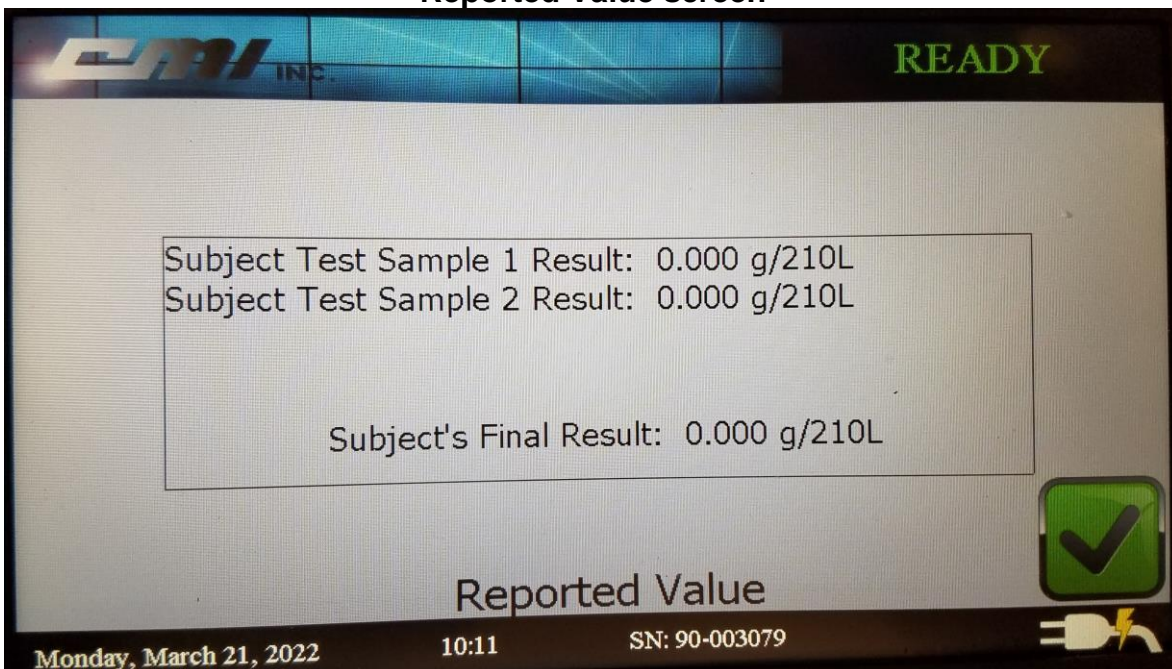 Reported Value Screen
CMI INC.
READY
Subject Test Sample 1 Result: 0.000 g/210L
Subject Test Sample 2 Result: 0.000 g/210L
Subject's Final Result: 0.000 g/210L
Reported Value
Monday, March 21, 2022 10:11 SN: 90-003079